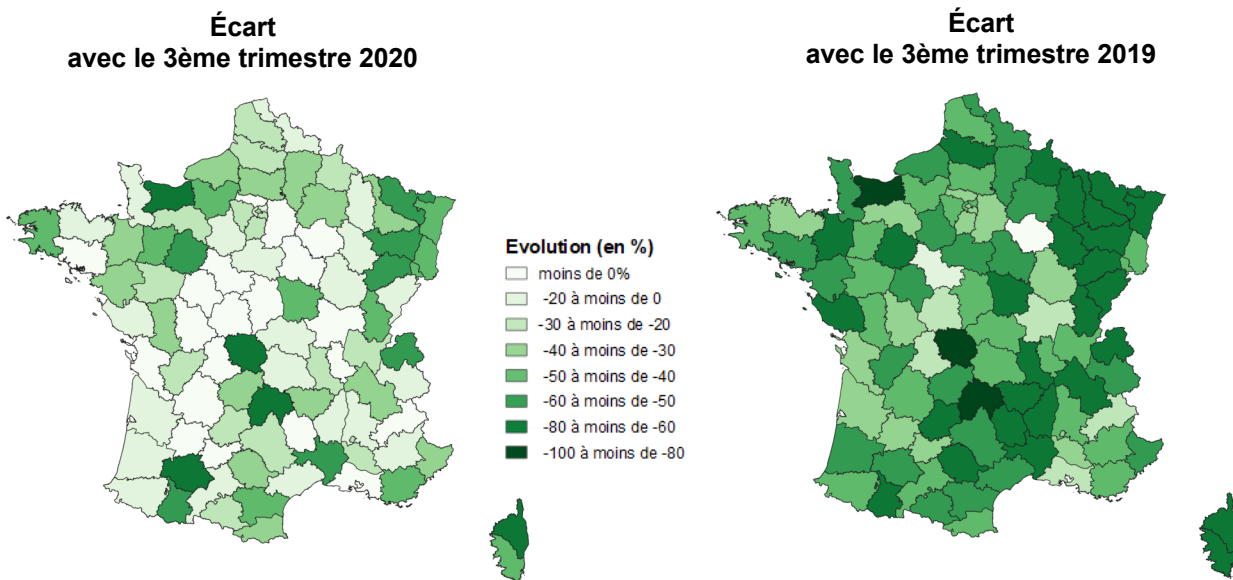 Écart
avec le 3ème trimestre 2020
Écart
avec le 3ème trimestre 2019
Evolution (en %)
moins de 0%
-20 à moins de 0
-30 à moins de -20
-40 à moins de -30
-50 à moins de -40
-60 à moins de -50
-80 à moins de -60
-100 à moins de -80